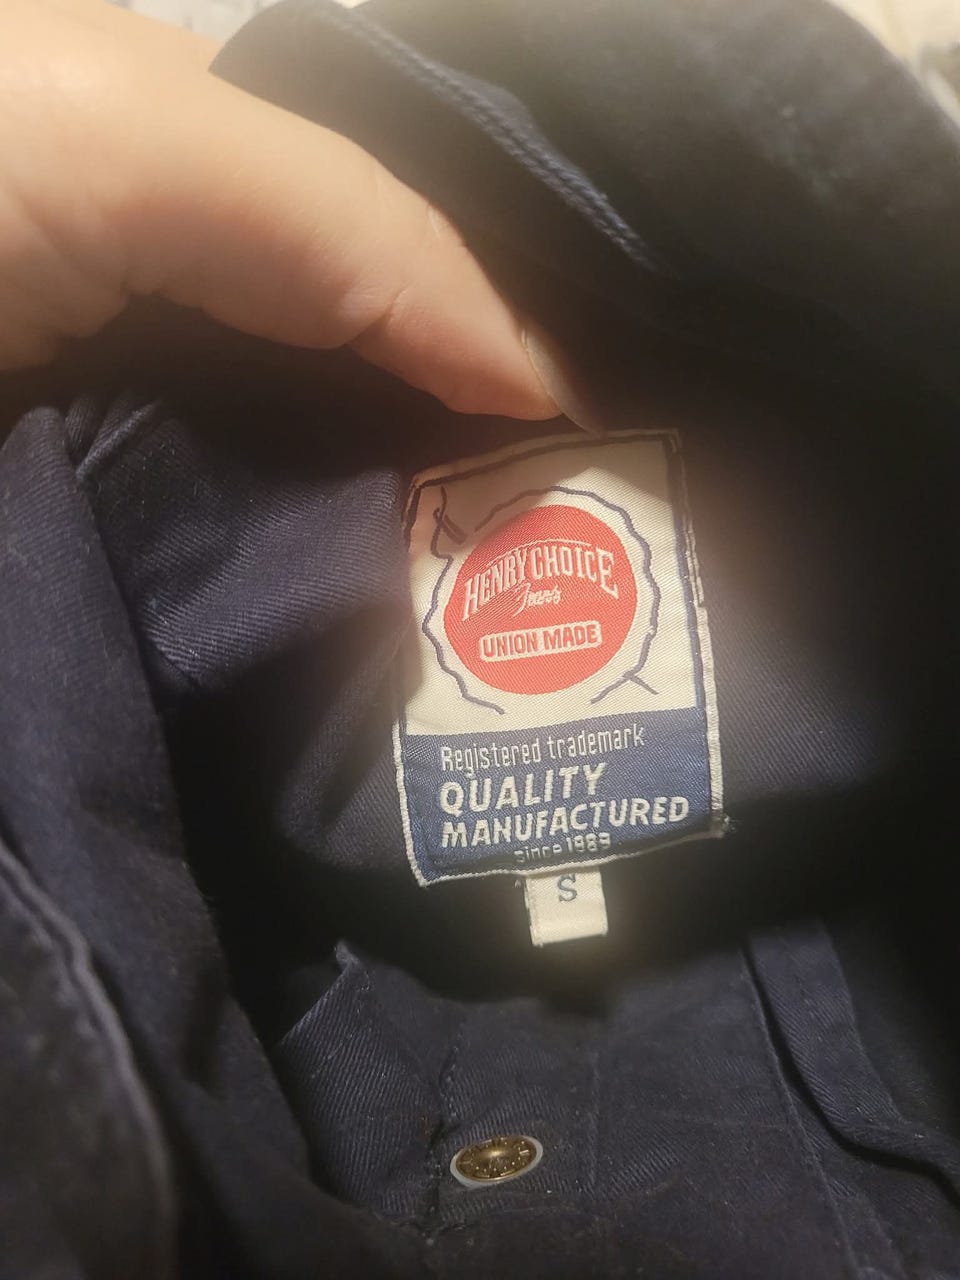 HENRY CHOICE
Jeans
UNION MADE
Registered trademark
QUALITY
MANUFACTURED
since 1989
S